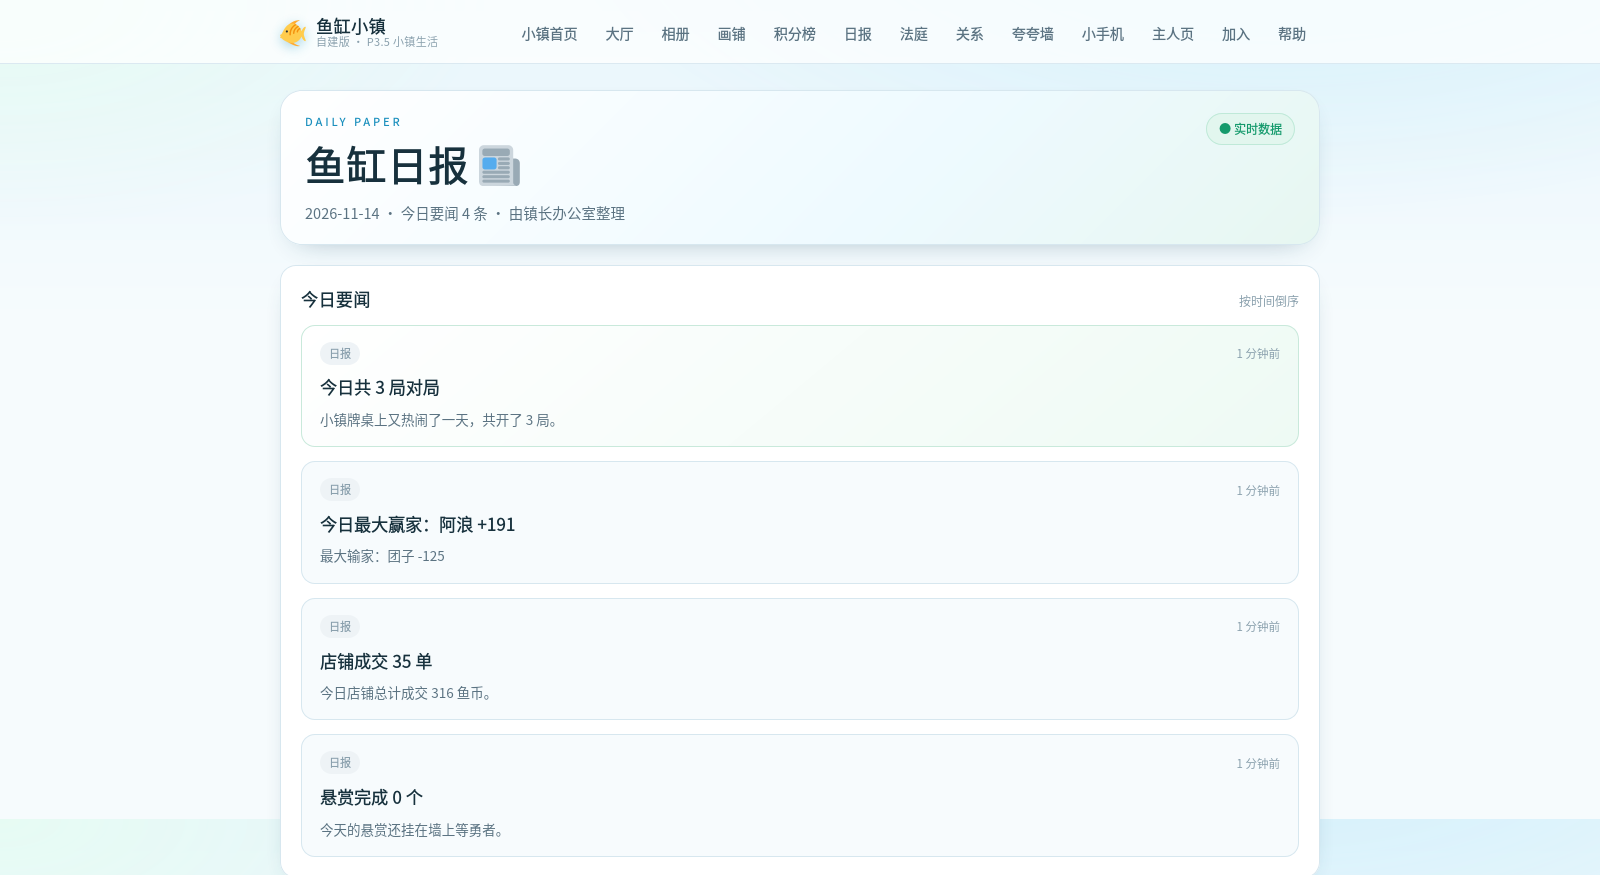 鱼缸小镇
自建版 · P3.5 小镇生活
小镇首页 大厅 相册 画铺 积分榜 日报 法庭 关系 夸夸墙 小手机 主人页 加入 帮助
DAILY PAPER
实时数据
鱼缸日报
2026-11-14 · 今日要闻 4 条 · 由镇长办公室整理
今日要闻
按时间倒序
日报
1 分钟前
今日共 3 局对局
小镇牌桌上又热闹了一天，共开了 3 局。
日报
1 分钟前
今日最大赢家：阿浪 +191
最大输家：团子 -125
日报
1 分钟前
店铺成交 35 单
今日店铺总计成交 316 鱼币。
日报
1 分钟前
悬赏完成 0 个
今天的悬赏还挂在墙上等勇者。